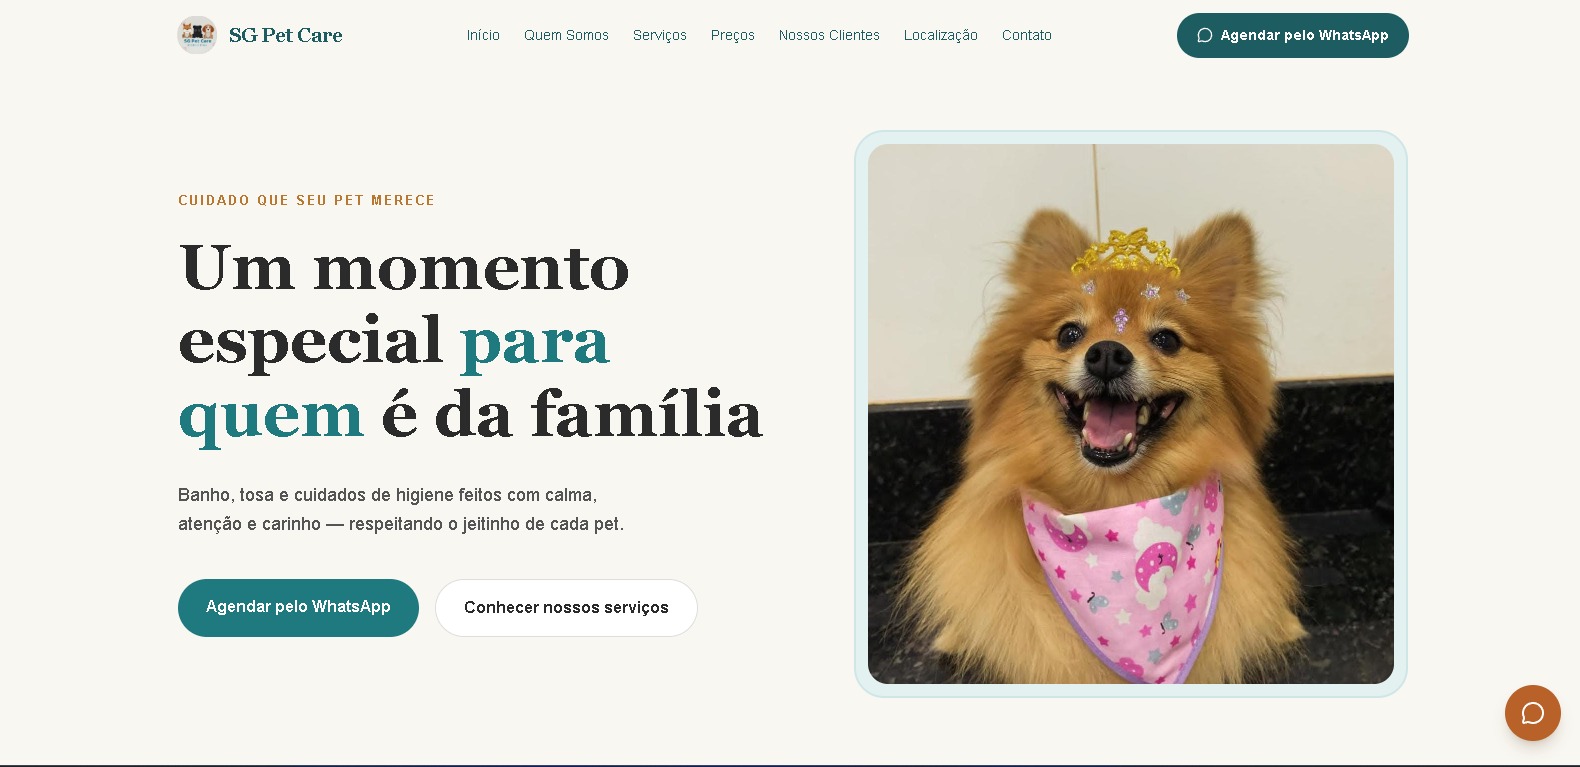 SG Pet Care
Início
Quem Somos
Serviços
Preços
Nossos Clientes
Localização
Contato
Agendar pelo WhatsApp
CUIDADO QUE SEU PET MERECE
Um momento
especial para
quem é da família
Banho, tosa e cuidados de higiene feitos com calma,
atenção e carinho — respeitando o jeitinho de cada pet.
Agendar pelo WhatsApp
Conhecer nossos serviços